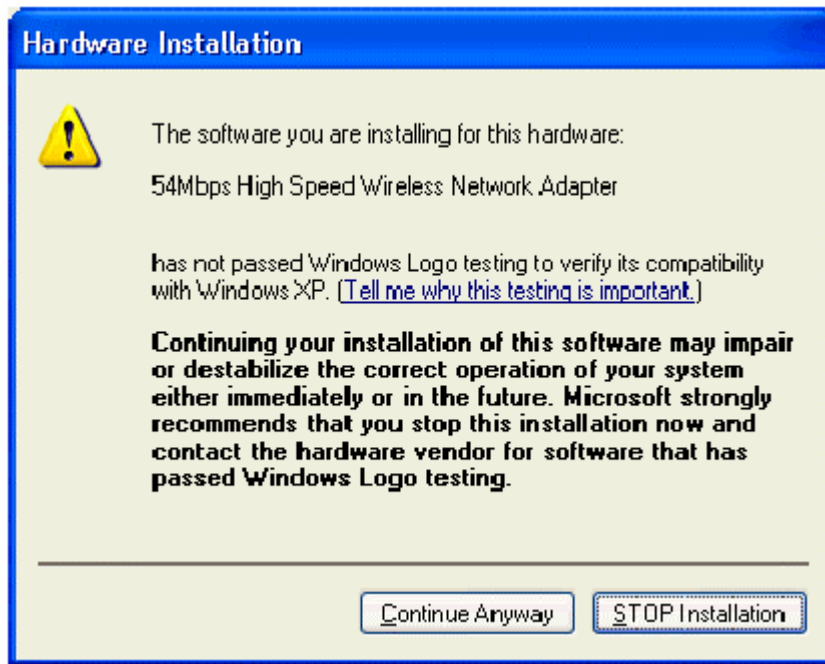 Hardware Installation
The software you are installing for this hardware:
54Mbps High Speed Wireless Network Adapter
has not passed Windows Logo testing to verify its compatibility
with Windows XP. (Tell me why this testing is important.)
Continuing your installation of this software may impair
or destabilize the correct operation of your system
either immediately or in the future. Microsoft strongly
recommends that you stop this installation now and
contact the hardware vendor for software that has
passed Windows Logo testing.
Continue Anyway
STOP Installation